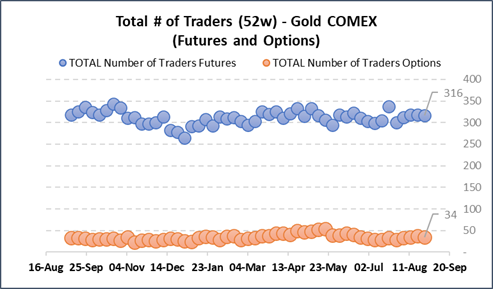 Total # of Traders (52w) - Gold COMEX
(Futures and Options)
TOTAL Number of Traders Futures
TOTAL Number of Traders Options
400
350
316
300
250
200
150
100
34
50
-
16-Aug 25-Sep 04-Nov 14-Dec 23-Jan 04-Mar 13-Apr 23-May 02-Jul 11-Aug 20-Sep